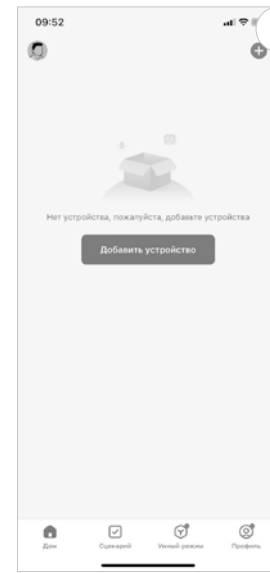 09:52
Нет устройства, пожалуйста, добавьте устройства
Добавить устройство
Дом
Сценарий
Умный режим
Профиль